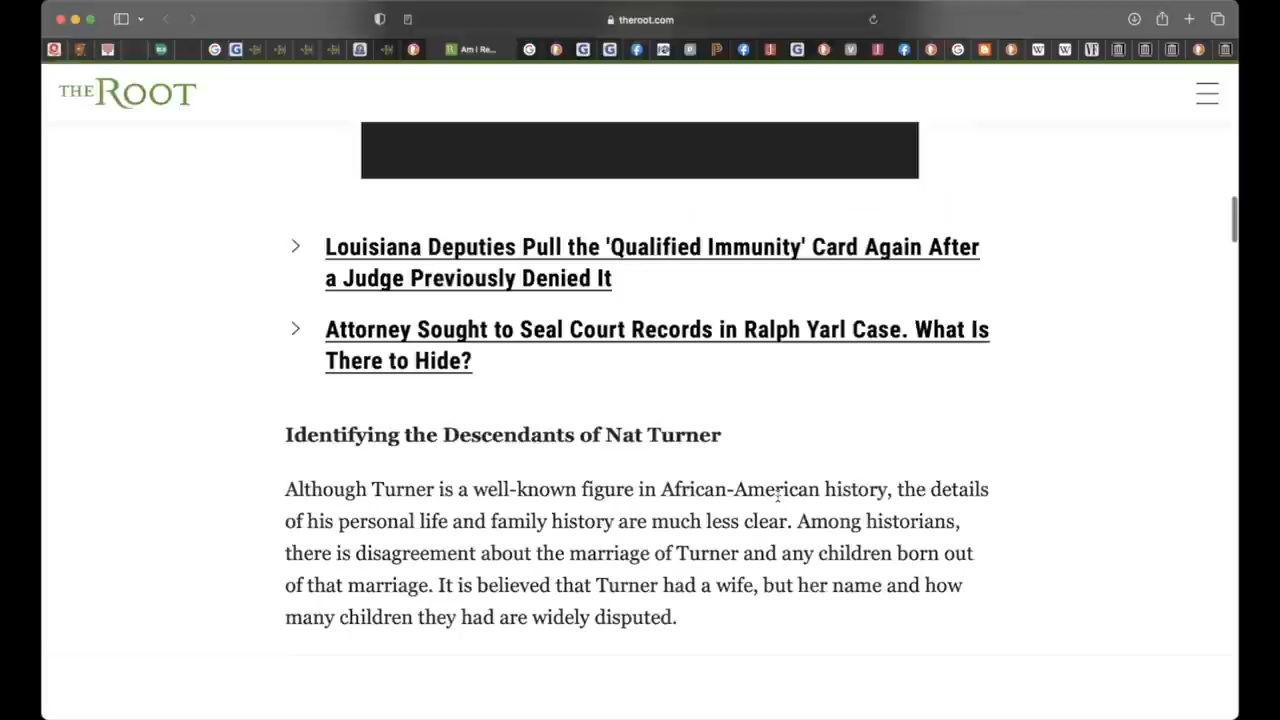 theroot.com
Am I Re...
THE ROOT
Louisiana Deputies Pull the 'Qualified Immunity' Card Again After
a Judge Previously Denied It
Attorney Sought to Seal Court Records in Ralph Yarl Case. What Is
There to Hide?
Identifying the Descendants of Nat Turner
Although Turner is a well-known figure in African-American history, the details
of his personal life and family history are much less clear. Among historians,
there is disagreement about the marriage of Turner and any children born out
of that marriage. It is believed that Turner had a wife, but her name and how
many children they had are widely disputed.